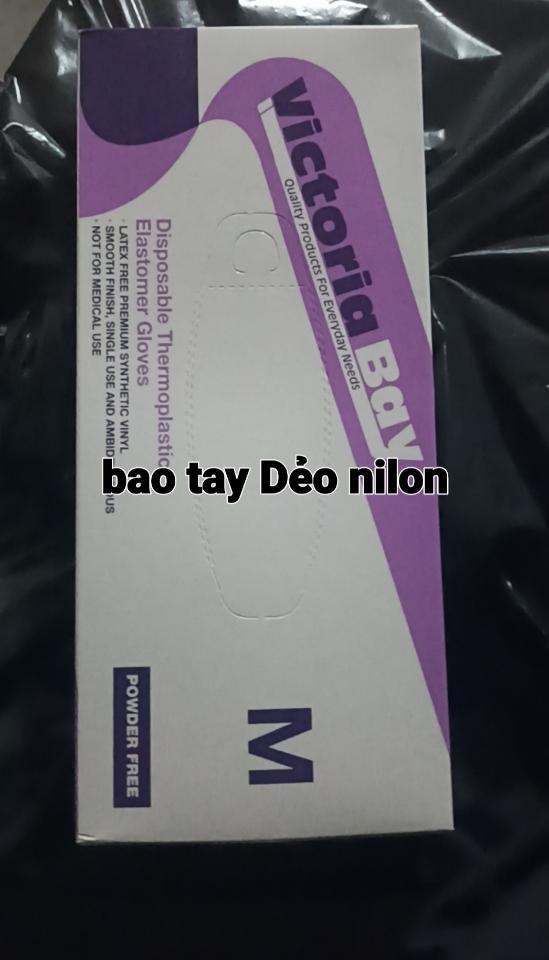 Victoria Bay
Quality Products For Everyday Needs
Disposable Thermoplastic
Elastomer Gloves
· LATEX FREE PREMIUM SYNTHETIC VINYL
· SMOOTH FINISH, SINGLE USE AND
· NOT FOR MEDICAL USE
bao tay Dẻo nilon
M
POWDER FREE